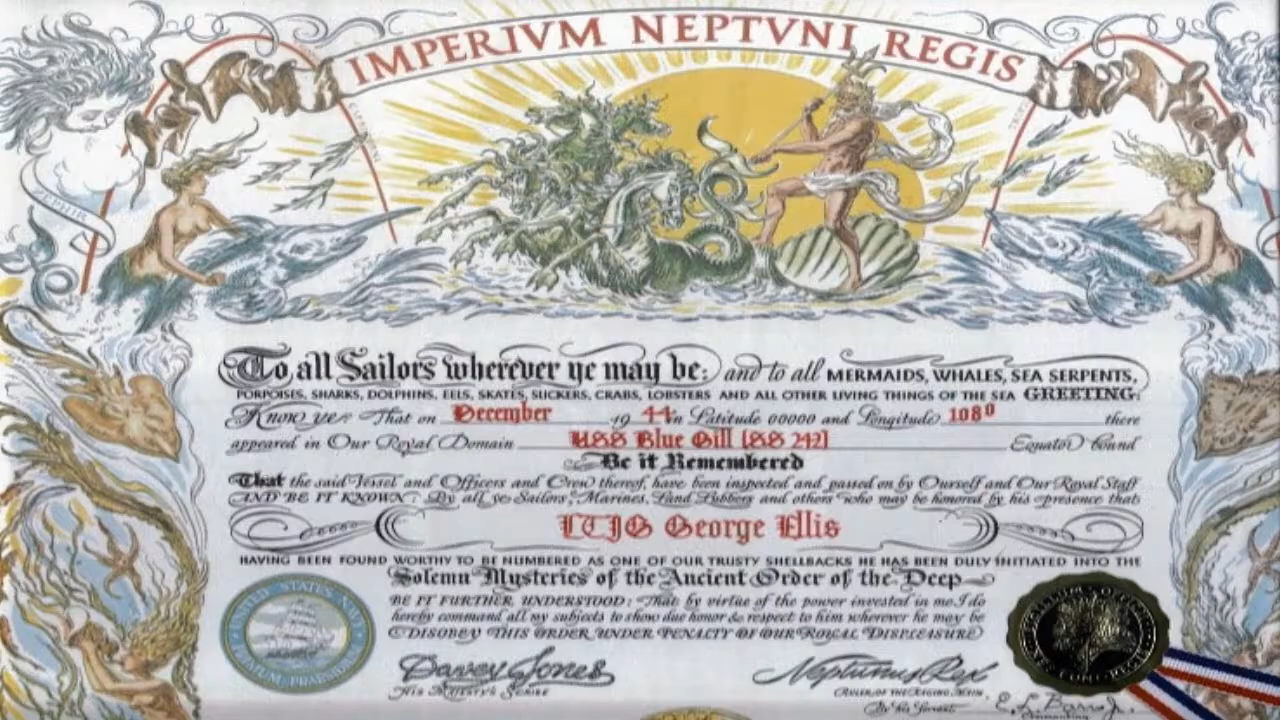 IMPERIVM NEPTVNI REGIS
To all Sailors wherever ye may be: and to all MERMAIDS, WHALES, SEA SERPENTS,
PORPOISES, SHARKS, DOLPHINS, EELS, SKATES, SUCKERS, CRABS, LOBSTERS AND ALL OTHER LIVING THINGS OF THE SEA GREETING:
Know ye: That on December 19 44 in Latitude 00000 and Longitude 108° there
appeared in Our Royal Domain USS Blue Gill [SS 242] Equator bound
Be it Remembered
That the said Vessel and Officers and Crew thereof, have been inspected and passed on by Ourself and Our Royal Staff
AND BE IT KNOWN: By all ye Sailors, Marines, Land Lubbers and others who may be honored by his presence that
LTJG George Ellis
HAVING BEEN FOUND WORTHY TO BE NUMBERED AS ONE OF OUR TRUSTY SHELLBACKS HE HAS BEEN DULY INITIATED INTO THE
Solemn Mysteries of the Ancient Order of the Deep
BE IT FURTHER UNDERSTOOD: That by virtue of the power invested in me I do
hereby command all my subjects to show due honor & respect to him wherever he may be
DISOBEY THIS ORDER UNDER PENALTY OF OUR ROYAL DISPLEASURE
UNITED STATES NAVY
Davey Jones
HIS MAJESTY'S SCRIBE
Neptunus Rex
RULER OF THE RAGING MAIN
By his Servant
Commanding